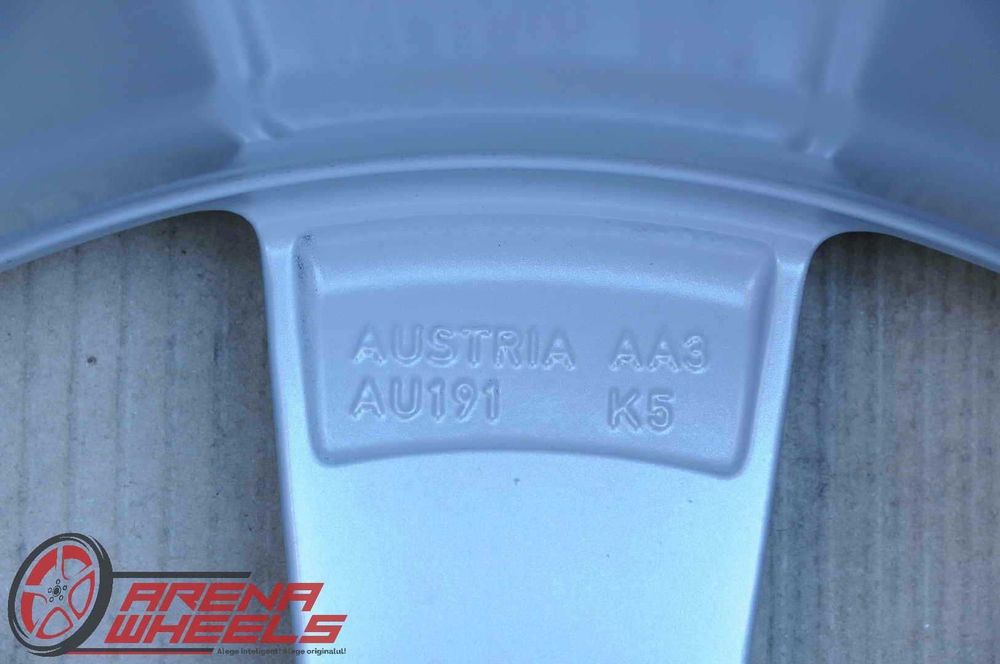 AUSTRIA AA3
AU191 K5
ARENA
WHEELS
Alege inteligent! Alege originalul!